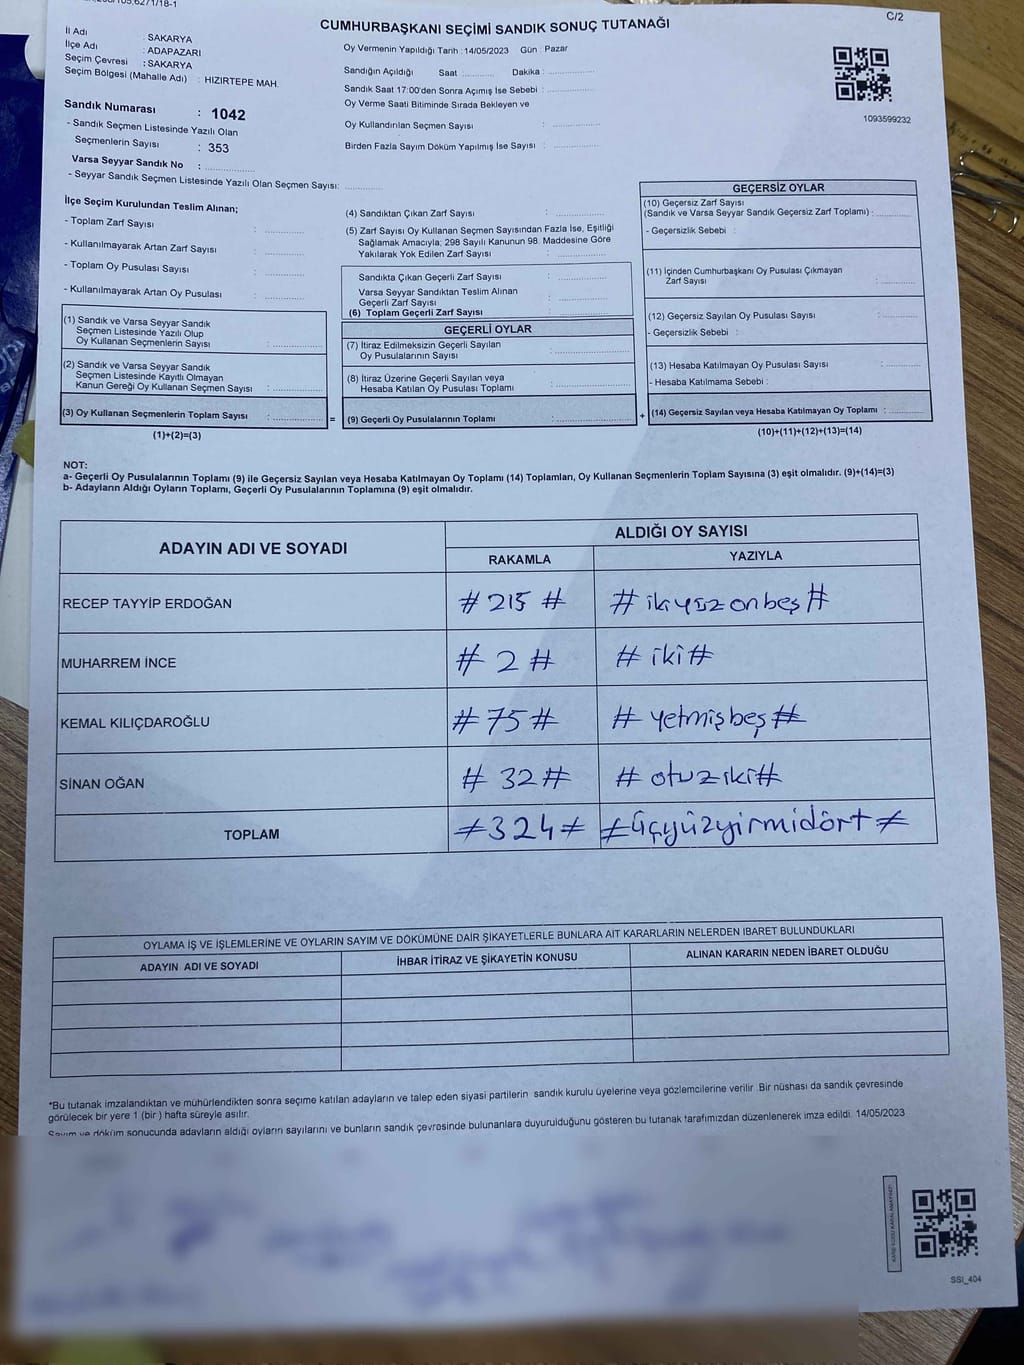 C/2
CUMHURBAŞKANI SEÇİMİ SANDIK SONUÇ TUTANAĞI
İl Adı : SAKARYA
İlçe Adı : ADAPAZARI
Seçim Çevresi : SAKARYA
Seçim Bölgesi (Mahalle Adı) : HIZIRTEPE MAH.
Oy Vermenin Yapıldığı Tarih : 14/05/2023 Gün : Pazar
Sandığın Açıldığı Saat : Dakika :
Sandık Saat 17:00'den Sonra Açımış İse Sebebi :
Oy Verme Saati Bitiminde Sırada Bekleyen ve
Oy Kullandırılan Seçmen Sayısı :
Birden Fazla Sayım Döküm Yapılmış İse Sayısı :
1093599232
Sandık Numarası : 1042
- Sandık Seçmen Listesinde Yazılı Olan
Seçmenlerin Sayısı : 353
Varsa Seyyar Sandık No :
- Seyyar Sandık Seçmen Listesinde Yazılı Olan Seçmen Sayısı:
İlçe Seçim Kurulundan Teslim Alınan;
- Toplam Zarf Sayısı :
- Kullanılmayarak Artan Zarf Sayısı :
- Toplam Oy Pusulası Sayısı :
- Kullanılmayarak Artan Oy Pusulası :
(1) Sandık ve Varsa Seyyar Sandık
Seçmen Listesinde Yazılı Olup
Oy Kullanan Seçmenlerin Sayısı :
(2) Sandık ve Varsa Seyyar Sandık
Seçmen Listesinde Kayıtlı Olmayan
Kanun Gereği Oy Kullanan Seçmen Sayısı :
(3) Oy Kullanan Seçmenlerin Toplam Sayısı :
(1)+(2)=(3)
(4) Sandıktan Çıkan Zarf Sayısı :
(5) Zarf Sayısı Oy Kullanan Seçmen Sayısından Fazla İse, Eşitliği
Sağlamak Amacıyla; 298 Sayılı Kanunun 98. Maddesine Göre
Yakılarak Yok Edilen Zarf Sayısı :
Sandıkta Çıkan Geçerli Zarf Sayısı :
Varsa Seyyar Sandıktan Teslim Alınan
Geçerli Zarf Sayısı :
(6) Toplam Geçerli Zarf Sayısı :
GEÇERLİ OYLAR
(7) İtiraz Edilmeksizin Geçerli Sayılan
Oy Pusulalarının Sayısı :
(8) İtiraz Üzerine Geçerli Sayılan veya
Hesaba Katılan Oy Pusulası Toplamı :
= (9) Geçerli Oy Pusulalarının Toplamı :
GEÇERSİZ OYLAR
(10) Geçersiz Zarf Sayısı
(Sandık ve Varsa Seyyar Sandık Geçersiz Zarf Toplamı) :
- Geçersizlik Sebebi :
(11) İçinden Cumhurbaşkanı Oy Pusulası Çıkmayan
Zarf Sayısı :
(12) Geçersiz Sayılan Oy Pusulası Sayısı :
- Geçersizlik Sebebi :
(13) Hesaba Katılmayan Oy Pusulası Sayısı :
- Hesaba Katılmama Sebebi :
+ (14) Geçersiz Sayılan veya Hesaba Katılmayan Oy Toplamı :
(10)+(11)+(12)+(13)=(14)
NOT:
a- Geçerli Oy Pusulalarının Toplamı (9) ile Geçersiz Sayılan veya Hesaba Katılmayan Oy Toplamı (14) Toplamları, Oy Kullanan Seçmenlerin Toplam Sayısına (3) eşit olmalıdır. (9)+(14)=(3)
b- Adayların Aldığı Oyların Toplamı, Geçerli Oy Pusulalarının Toplamına (9) eşit olmalıdır.
ADAYIN ADI VE SOYADI
ALDIĞI OY SAYISI
RAKAMLA YAZIYLA
RECEP TAYYİP ERDOĞAN # 215 # # ikiyüzonbeş #
MUHARREM İNCE # 2 # # iki #
KEMAL KILIÇDAROĞLU # 75 # # yetmişbeş #
SİNAN OĞAN # 32 # # otuziki #
TOPLAM ≠ 324 ≠ ≠ üçyüzyirmidört ≠
OYLAMA İŞ VE İŞLEMLERİNE VE OYLARIN SAYIM VE DÖKÜMÜNE DAİR ŞİKAYETLERLE BUNLARA AİT KARARLARIN NELERDEN IBARET BULUNDUKLARI
ADAYIN ADI VE SOYADI İHBAR İTİRAZ VE ŞİKAYETİN KONUSU ALINAN KARARIN NEDEN İBARET OLDUĞU
*Bu tutanak imzalandıktan ve mühürlendikten sonra seçime katılan adayların ve talep eden siyasi partilerin sandık kurulu üyelerine veya gözlemcilerine verilir. Bir nüshası da sandık çevresinde
görülecek bir yere 1 (bir ) hafta süreyle asılır.
Sayım ve döküm sonucunda adayların aldığı oyların sayılarını ve bunların sandık çevresinde bulunanlara duyurulduğunu gösteren bu tutanak tarafımızdan düzenlenerek imza edildi. 14/05/2023
SSI_404